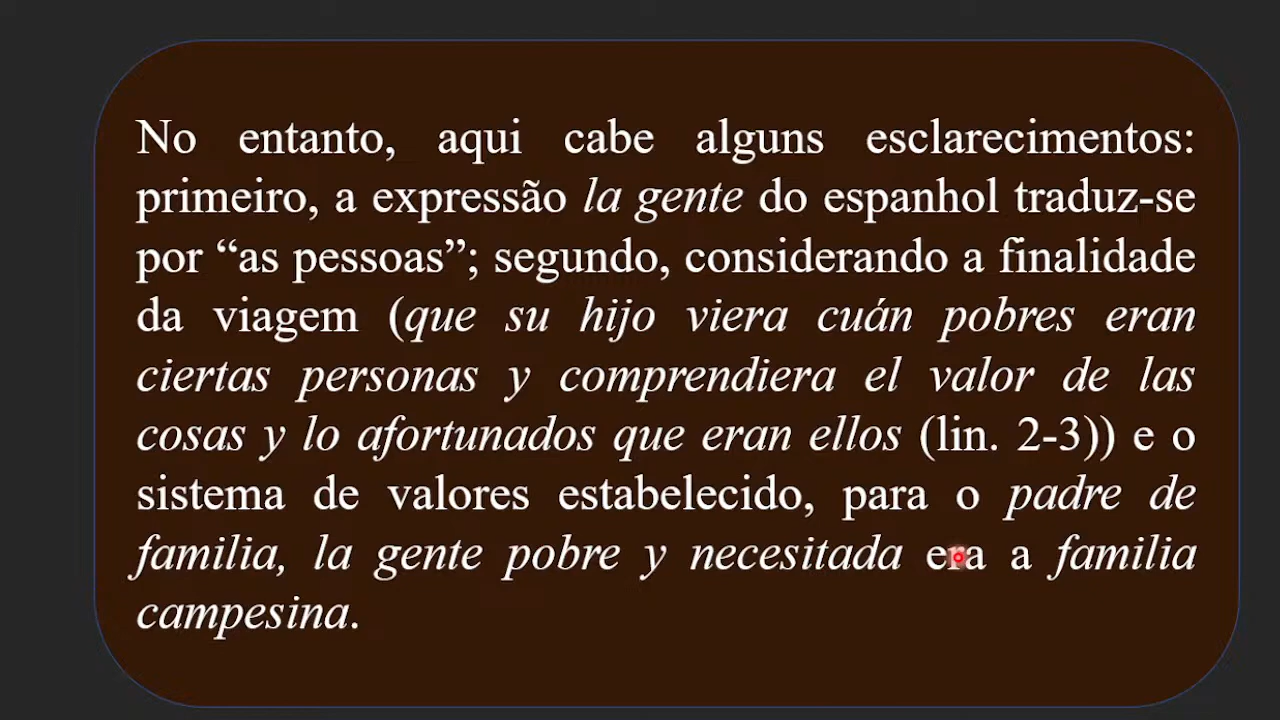 No entanto, aqui cabe alguns esclarecimentos:
primeiro, a expressão la gente do espanhol traduz-se
por “as pessoas”; segundo, considerando a finalidade
da viagem (que su hijo viera cuán pobres eran
ciertas personas y comprendiera el valor de las
cosas y lo afortunados que eran ellos (lin. 2-3)) e o
sistema de valores estabelecido, para o padre de
familia, la gente pobre y necesitada era a familia
campesina.